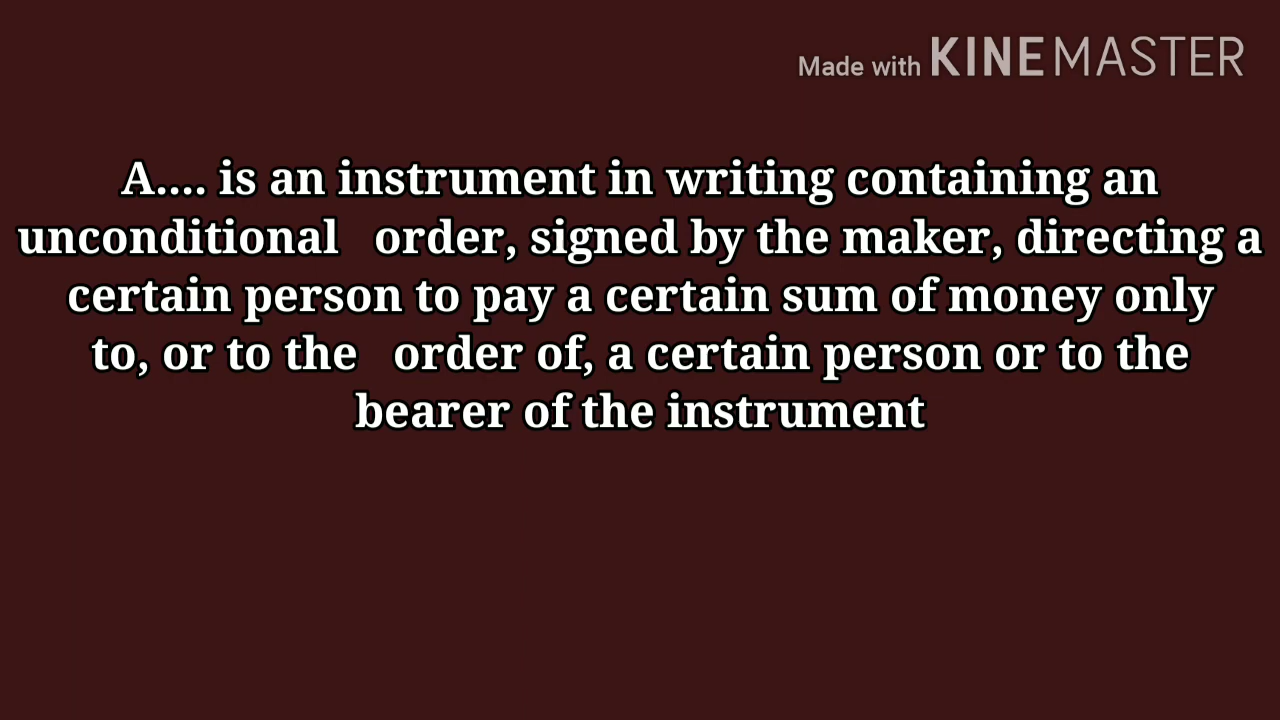 Made with KINEMASTER
A.... is an instrument in writing containing an
unconditional order, signed by the maker, directing a
certain person to pay a certain sum of money only
to, or to the order of, a certain person or to the
bearer of the instrument